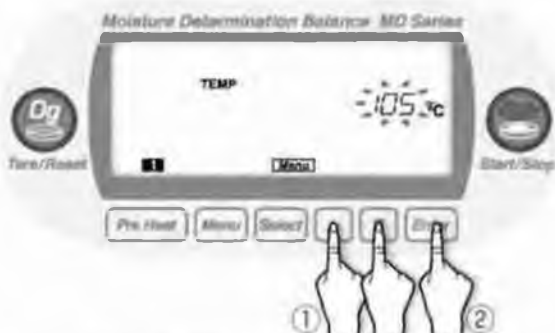 Moisture Determination Balance MD Series
TEMP
105 °C
0g
Tare/Reset
Start/Stop
1
Menu
Pre Heat Menu Select Enter
① ②